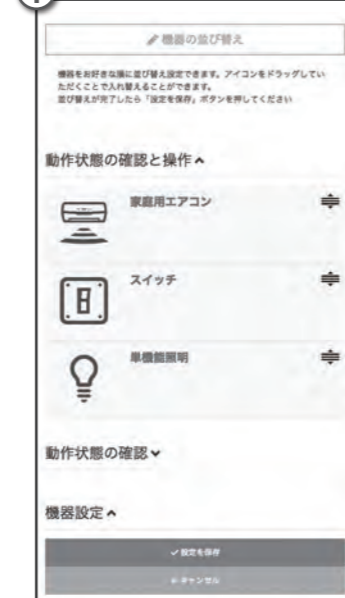 機器の並び替え
機器をお好きな順に並び替え設定できます。アイコンをドラッグしてい
ただくことで入れ替えることができます。
並び替えが完了したら「設定を保存」ボタンを押してください
動作状態の確認と操作
家庭用エアコン
スイッチ
単機能照明
動作状態の確認
機器設定
設定を保存
キャンセル